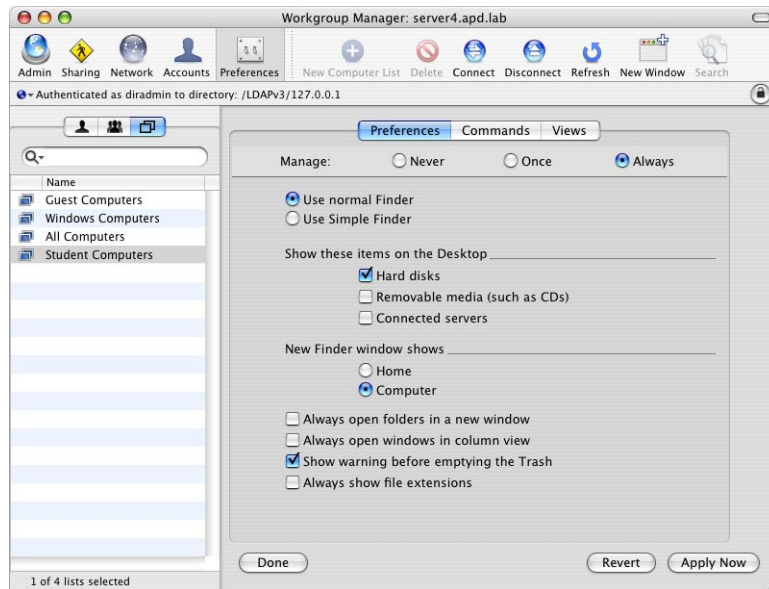 Workgroup Manager: server4.apd.lab
Admin Sharing Network Accounts Preferences New Computer List Delete Connect Disconnect Refresh New Window Search
Authenticated as diradmin to directory: /LDAPv3/127.0.0.1
Name
Guest Computers
Windows Computers
All Computers
Student Computers
1 of 4 lists selected
Preferences Commands Views
Manage: Never Once Always
Use normal Finder
Use Simple Finder
Show these items on the Desktop
Hard disks
Removable media (such as CDs)
Connected servers
New Finder window shows
Home
Computer
Always open folders in a new window
Always open windows in column view
Show warning before emptying the Trash
Always show file extensions
Done Revert Apply Now